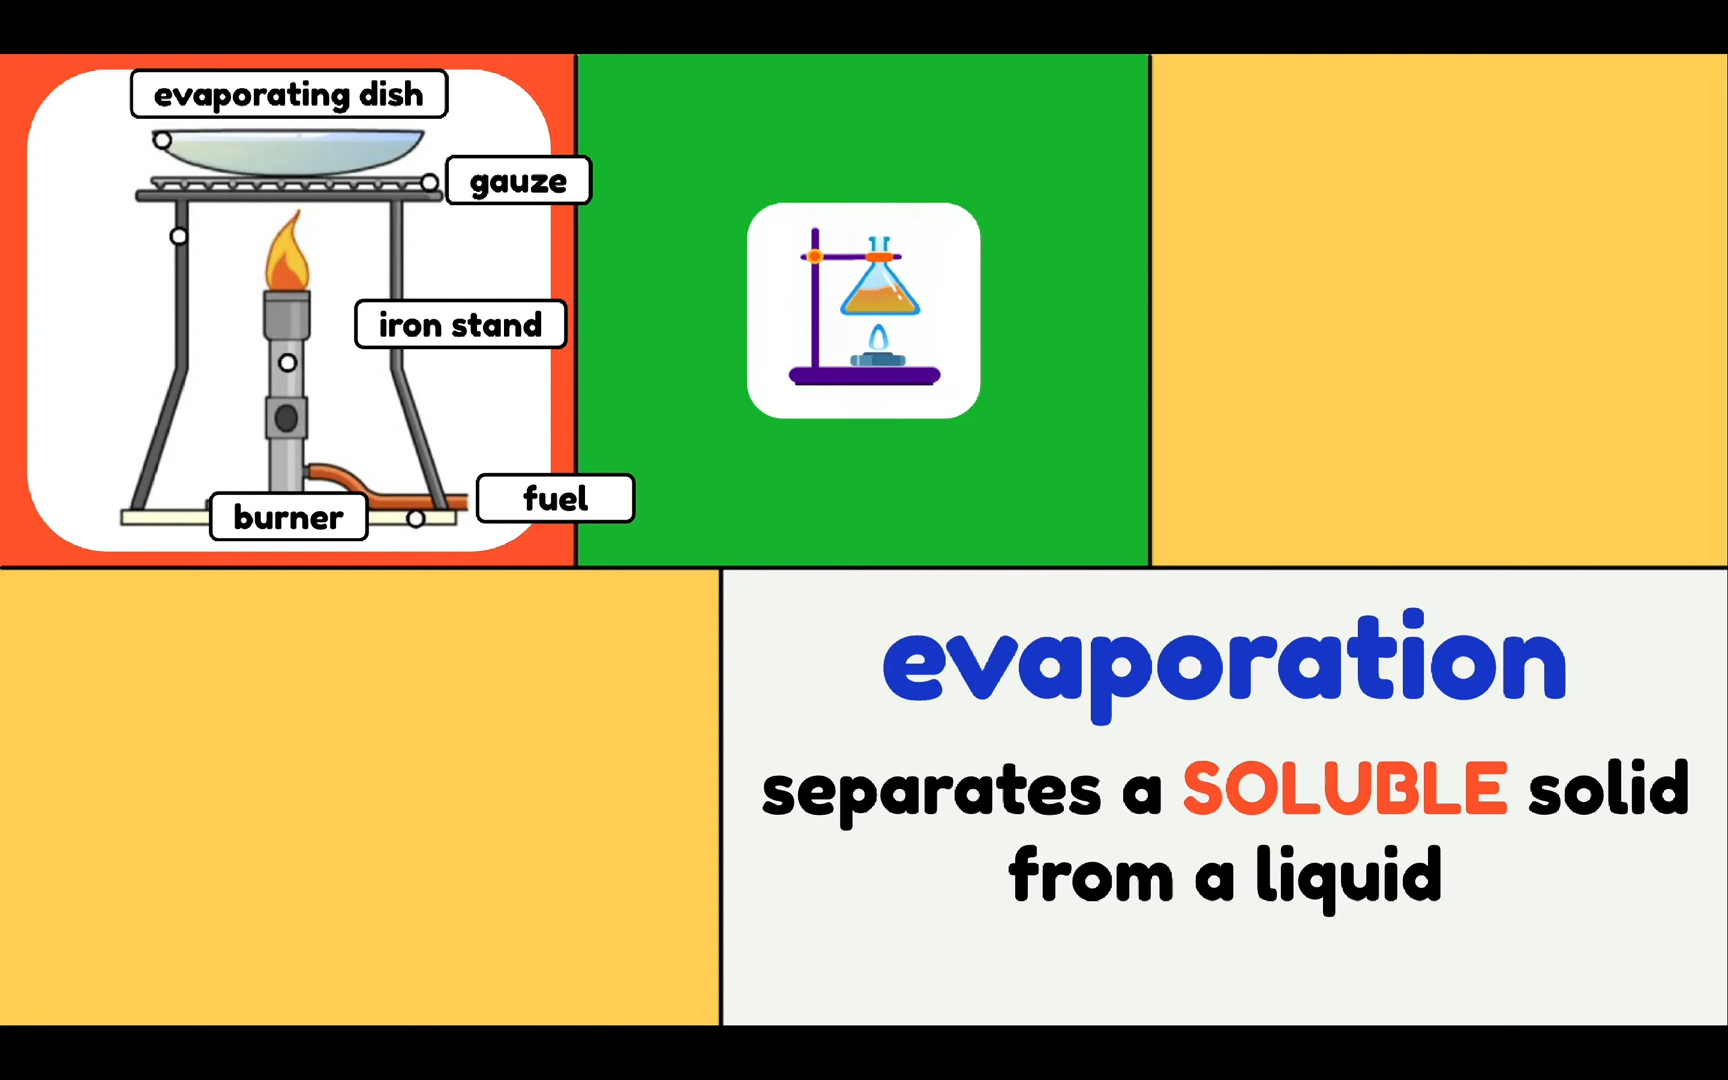 evaporating dish
gauze
iron stand
fuel
burner
evaporation
separates a SOLUBLE solid
from a liquid